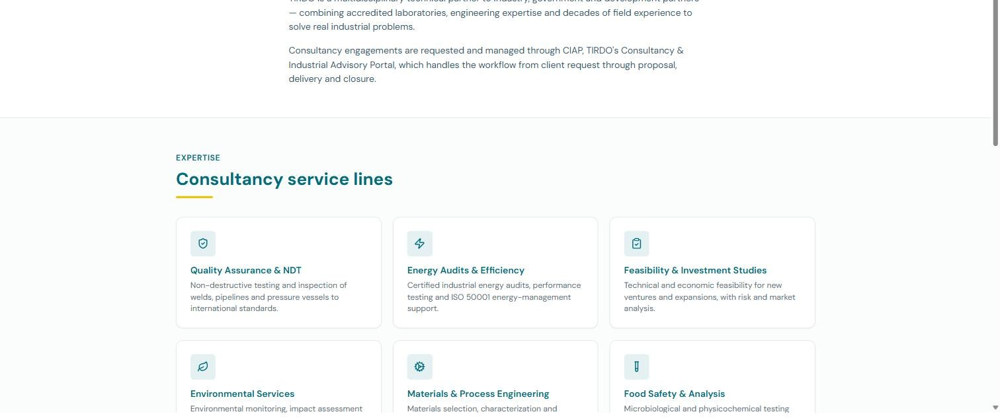 TIRDO is a multidisciplinary technical partner to industry, government and development partners
— combining accredited laboratories, engineering expertise and decades of field experience to
solve real industrial problems.
Consultancy engagements are requested and managed through CIAP, TIRDO's Consultancy &
Industrial Advisory Portal, which handles the workflow from client request through proposal,
delivery and closure.
EXPERTISE
Consultancy service lines
Quality Assurance & NDT
Non-destructive testing and inspection of
welds, pipelines and pressure vessels to
international standards.
Energy Audits & Efficiency
Certified industrial energy audits, performance
testing and ISO 50001 energy-management
support.
Feasibility & Investment Studies
Technical and economic feasibility for new
ventures and expansions, with risk and market
analysis.
Environmental Services
Environmental monitoring, impact assessment
Materials & Process Engineering
Materials selection, characterization and
Food Safety & Analysis
Microbiological and physicochemical testing